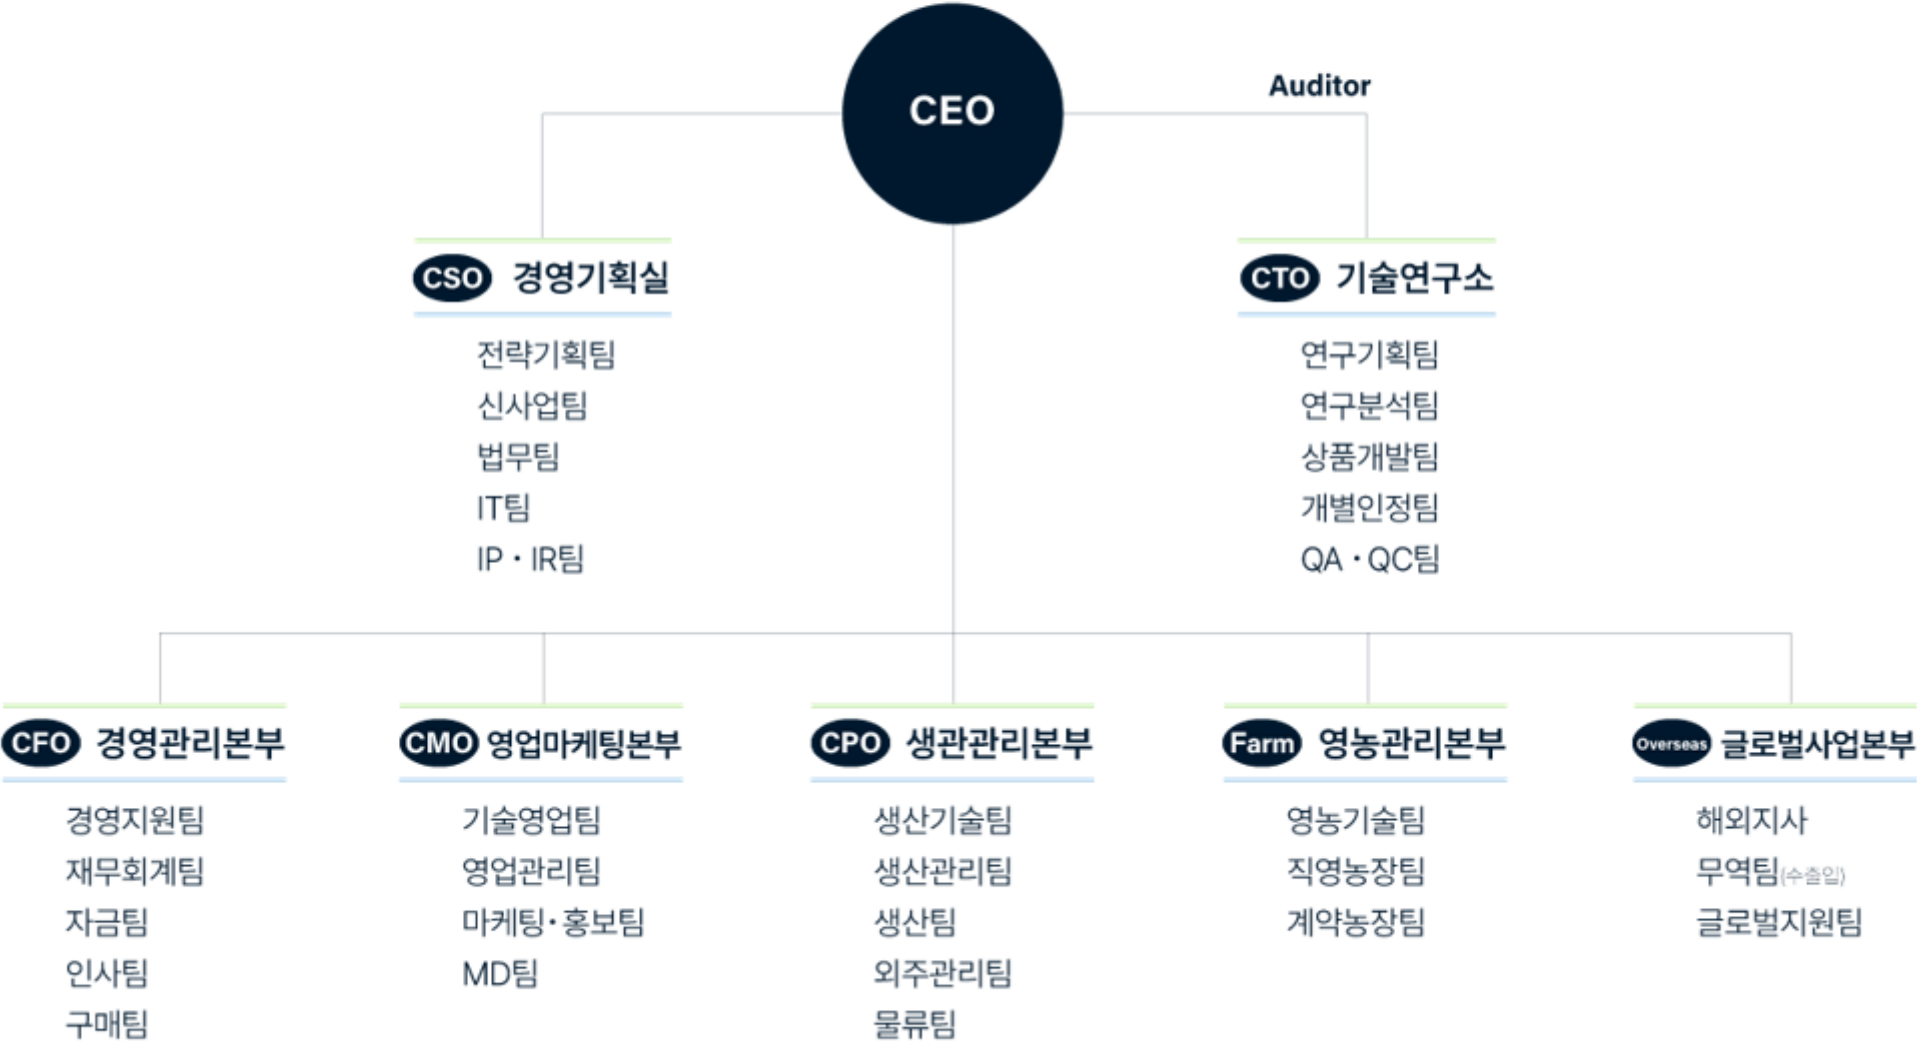 CEO
Auditor
CSO 경영기획실
전략기획팀
신사업팀
법무팀
IT팀
IP · IR팀
CTO 기술연구소
연구기획팀
연구분석팀
상품개발팀
개별인정팀
QA · QC팀
CFO 경영관리본부
경영지원팀
재무회계팀
자금팀
인사팀
구매팀
CMO 영업마케팅본부
기술영업팀
영업관리팀
마케팅·홍보팀
MD팀
CPO 생관관리본부
생산기술팀
생산관리팀
생산팀
외주관리팀
물류팀
Farm 영농관리본부
영농기술팀
직영농장팀
계약농장팀
Overseas 글로벌사업본부
해외지사
무역팀(수출입)
글로벌지원팀